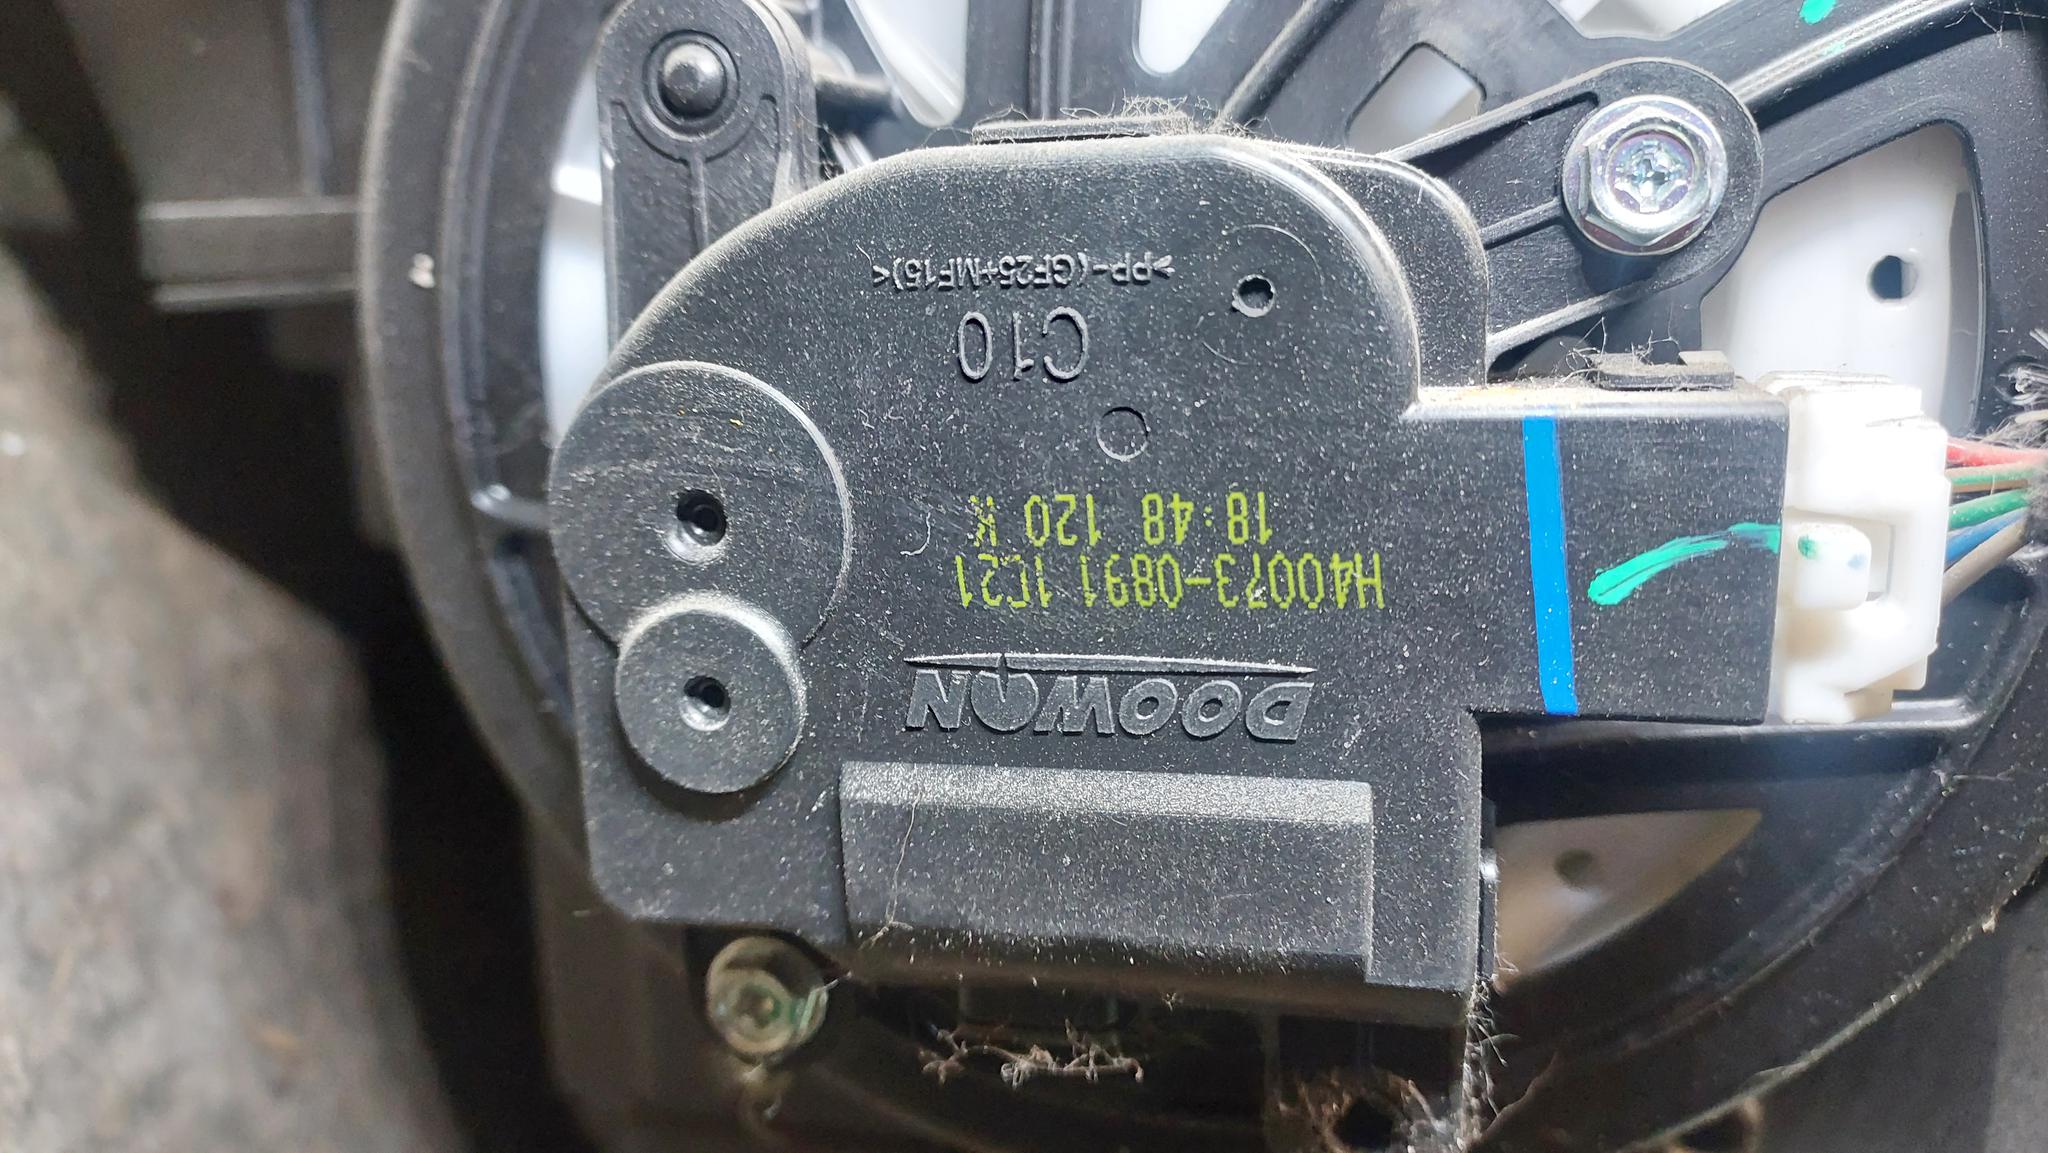 DOOWON
H40073-0891 1C21
18:48 120 K
C10
>PP-(GF25+MF15)<